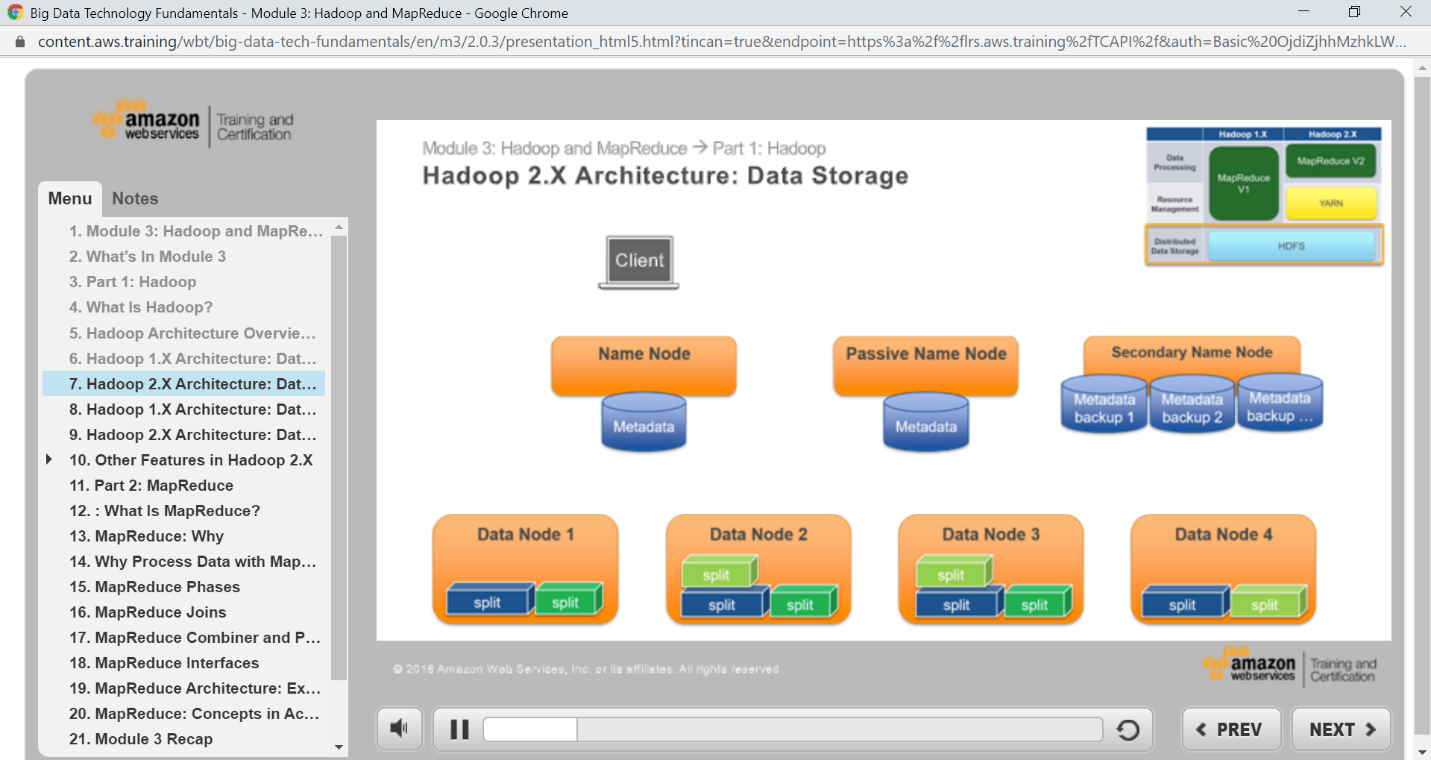 Big Data Technology Fundamentals - Module 3: Hadoop and MapReduce - Google Chrome
content.aws.training/wbt/big-data-tech-fundamentals/en/m3/2.0.3/presentation_html5.html?tincan=true&endpoint=https%3a%2f%2flrs.aws.training%2fTCAPI%2f&auth=Basic%20OjdiZjhhMzhkLW...
amazon
web services
Training and
Certification
Menu
Notes
1. Module 3: Hadoop and MapRe...
2. What's In Module 3
3. Part 1: Hadoop
4. What Is Hadoop?
5. Hadoop Architecture Overvie...
6. Hadoop 1.X Architecture: Dat...
7. Hadoop 2.X Architecture: Dat...
8. Hadoop 1.X Architecture: Dat...
9. Hadoop 2.X Architecture: Dat...
10. Other Features in Hadoop 2.X
11. Part 2: MapReduce
12. : What Is MapReduce?
13. MapReduce: Why
14. Why Process Data with Map...
15. MapReduce Phases
16. MapReduce Joins
17. MapReduce Combiner and P...
18. MapReduce Interfaces
19. MapReduce Architecture: Ex...
20. MapReduce: Concepts in Ac...
21. Module 3 Recap
Module 3: Hadoop and MapReduce → Part 1: Hadoop
Hadoop 2.X Architecture: Data Storage
Hadoop 1.X
Hadoop 2.X
Data
Processing
MapReduce
V1
MapReduce V2
Resource
Management
YARN
Distributed
Data Storage
HDFS
Client
Name Node
Metadata
Passive Name Node
Metadata
Secondary Name Node
Metadata
backup 1
Metadata
backup 2
Metadata
backup ...
Data Node 1
split
split
Data Node 2
split
split
split
Data Node 3
split
split
split
Data Node 4
split
split
© 2016 Amazon Web Services, Inc. or its affiliates. All rights reserved.
amazon
web services
Training and
Certification
PREV
NEXT